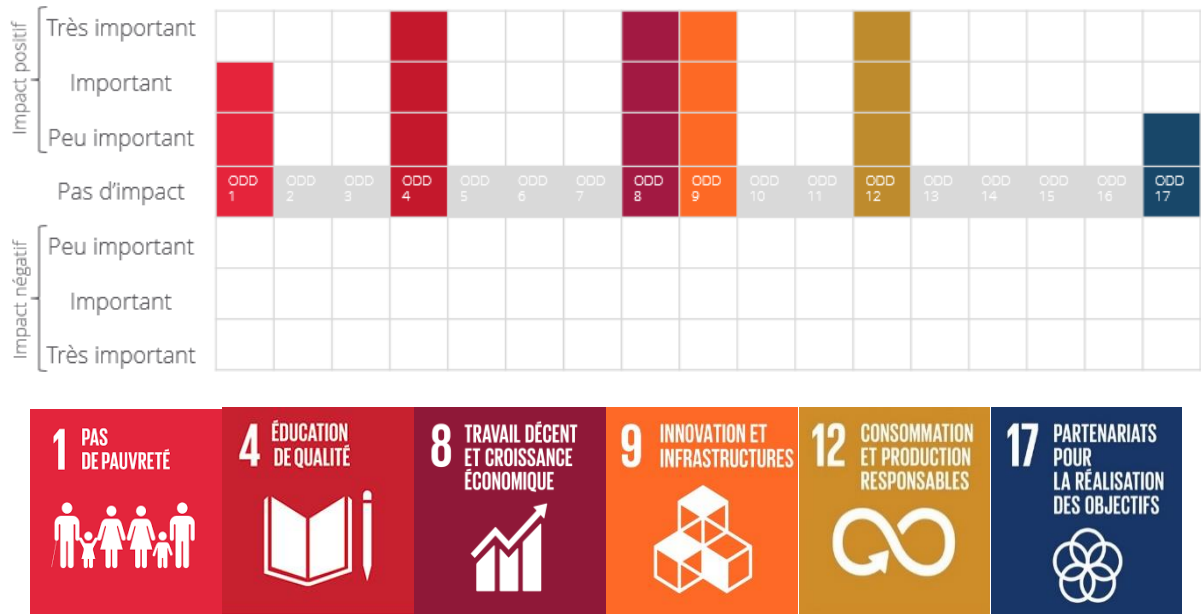 Impact positif
Très important
Important
Peu important
Pas d’impact
ODD 1
ODD 2
ODD 3
ODD 4
ODD 5
ODD 6
ODD 7
ODD 8
ODD 9
ODD 10
ODD 11
ODD 12
ODD 13
ODD 14
ODD 15
ODD 16
ODD 17
Impact négatif
Peu important
Important
Très important
1 PAS
DE PAUVRETÉ
4 ÉDUCATION
DE QUALITÉ
8 TRAVAIL DÉCENT
ET CROISSANCE
ÉCONOMIQUE
9 INNOVATION ET
INFRASTRUCTURES
12 CONSOMMATION
ET PRODUCTION
RESPONSABLES
17 PARTENARIATS
POUR
LA RÉALISATION
DES OBJECTIFS